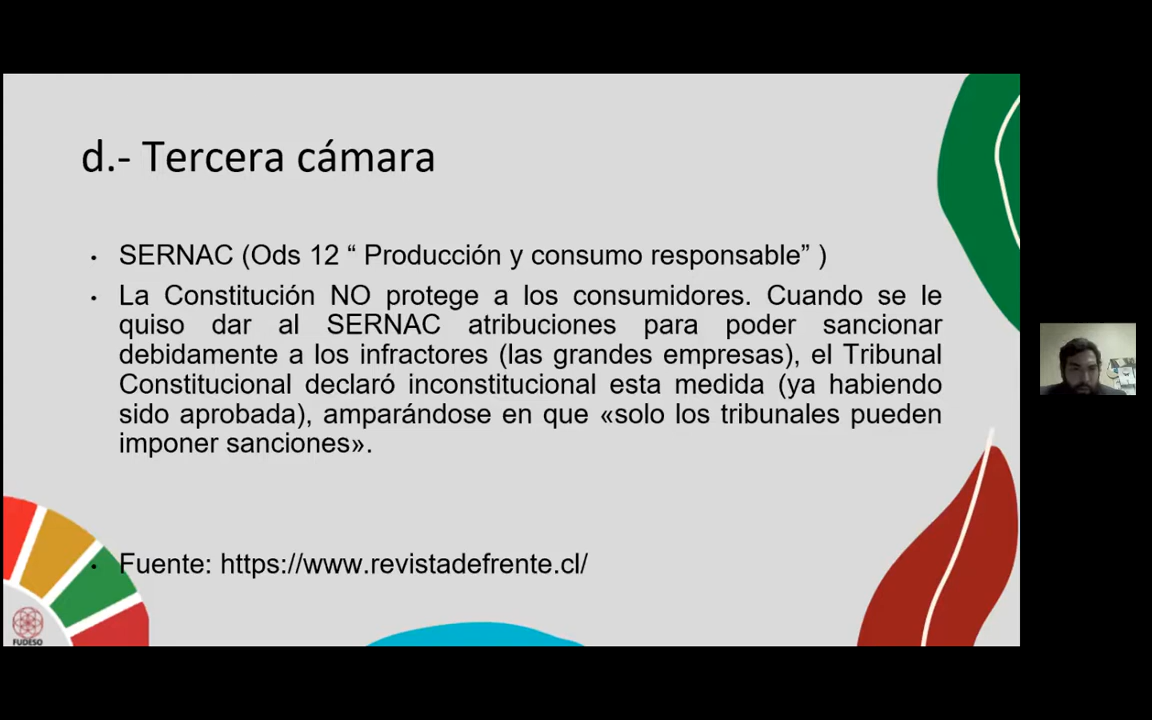 d.- Tercera cámara
• SERNAC (Ods 12 “ Producción y consumo responsable” )
• La Constitución NO protege a los consumidores. Cuando se le
quiso dar al SERNAC atribuciones para poder sancionar
debidamente a los infractores (las grandes empresas), el Tribunal
Constitucional declaró inconstitucional esta medida (ya habiendo
sido aprobada), amparándose en que «solo los tribunales pueden
imponer sanciones».
• Fuente: https://www.revistadefrente.cl/
FUDESO